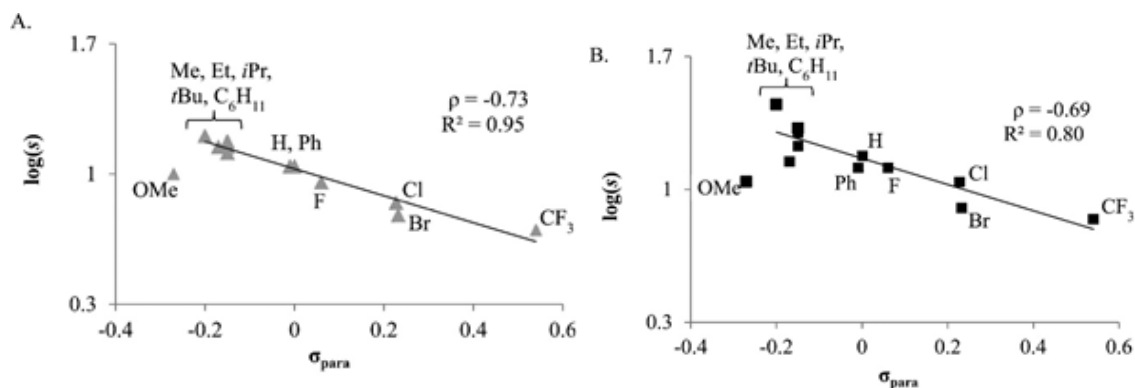 A.
1.7
Me, Et, iPr,
tBu, C₆H₁₁
ρ = -0.73
R² = 0.95
H, Ph
log(s)
1
OMe
F
Cl
Br
CF₃
0.3
-0.4
-0.2
0
0.2
0.4
0.6
σpara
B.
1.7
Me, Et, iPr,
tBu, C₆H₁₁
ρ = -0.69
R² = 0.80
H
log(s)
1
OMe
Ph
F
Cl
Br
CF₃
0.3
-0.4
-0.2
0
0.2
0.4
0.6
σpara